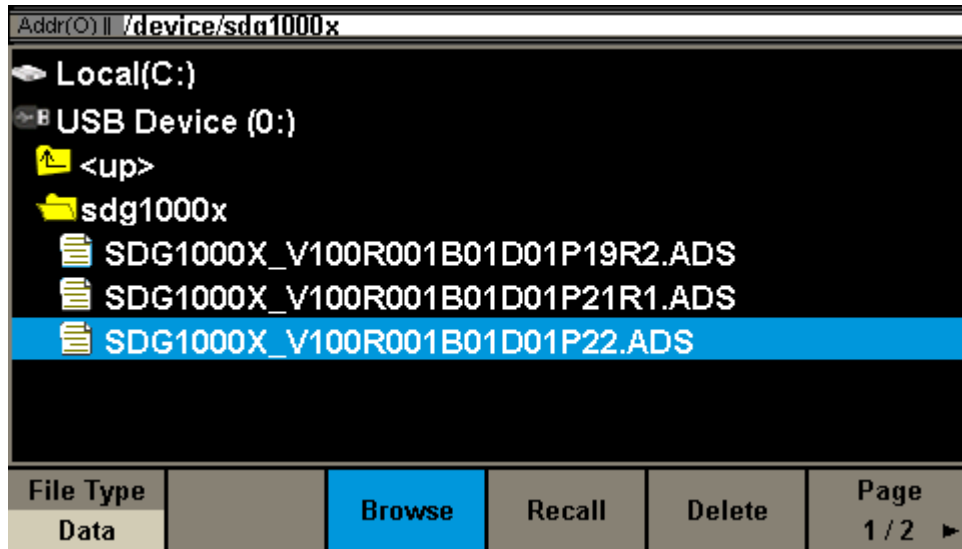 Addr(O) /device/sdg1000x
Local(C:)
USB Device (0:)
<up>
sdg1000x
SDG1000X_V100R001B01D01P19R2.ADS
SDG1000X_V100R001B01D01P21R1.ADS
SDG1000X_V100R001B01D01P22.ADS
File Type Browse Recall Delete Page
Data 1/2